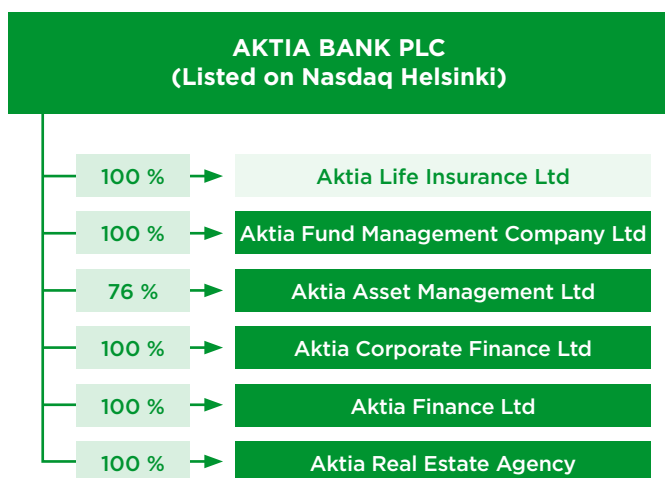 AKTIA BANK PLC
(Listed on Nasdaq Helsinki)
100 % Aktia Life Insurance Ltd
100 % Aktia Fund Management Company Ltd
76 % Aktia Asset Management Ltd
100 % Aktia Corporate Finance Ltd
100 % Aktia Finance Ltd
100 % Aktia Real Estate Agency